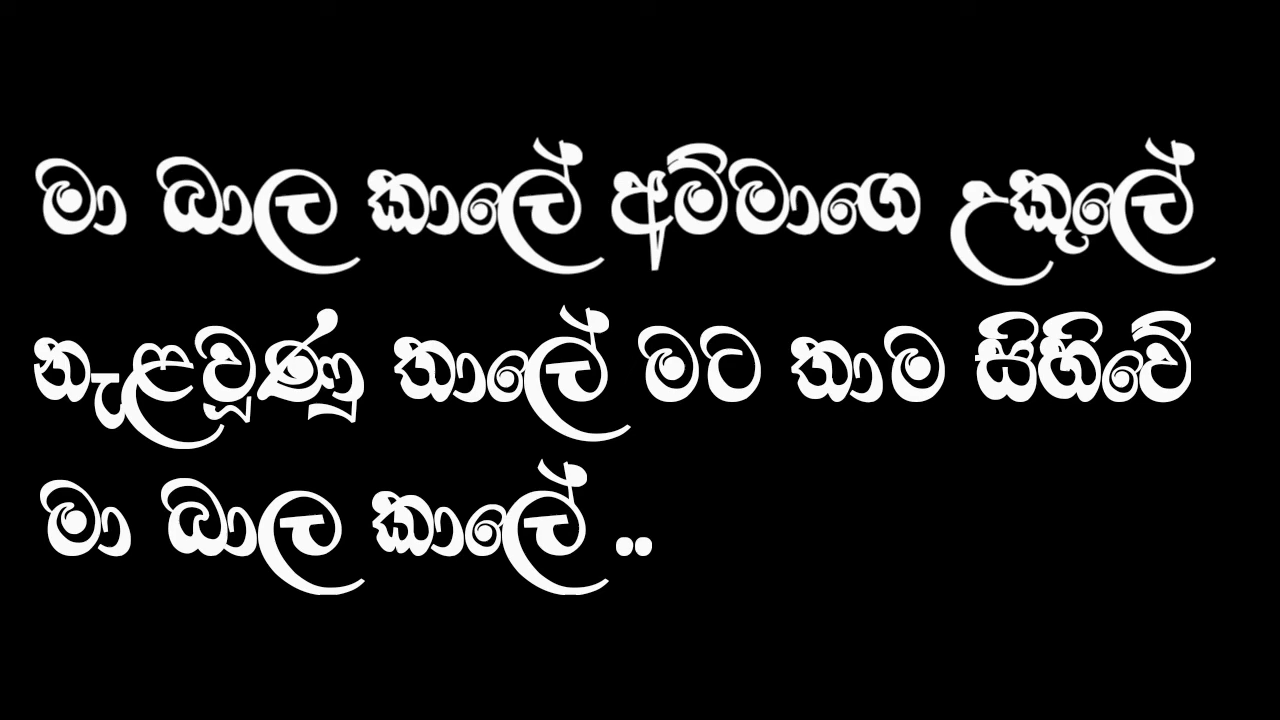 මා බාල කාලේ අම්මාගෙ උකුලේ
නැළවූණු තාලේ මට තාම සිහිවේ
මා බාල කාලේ ..